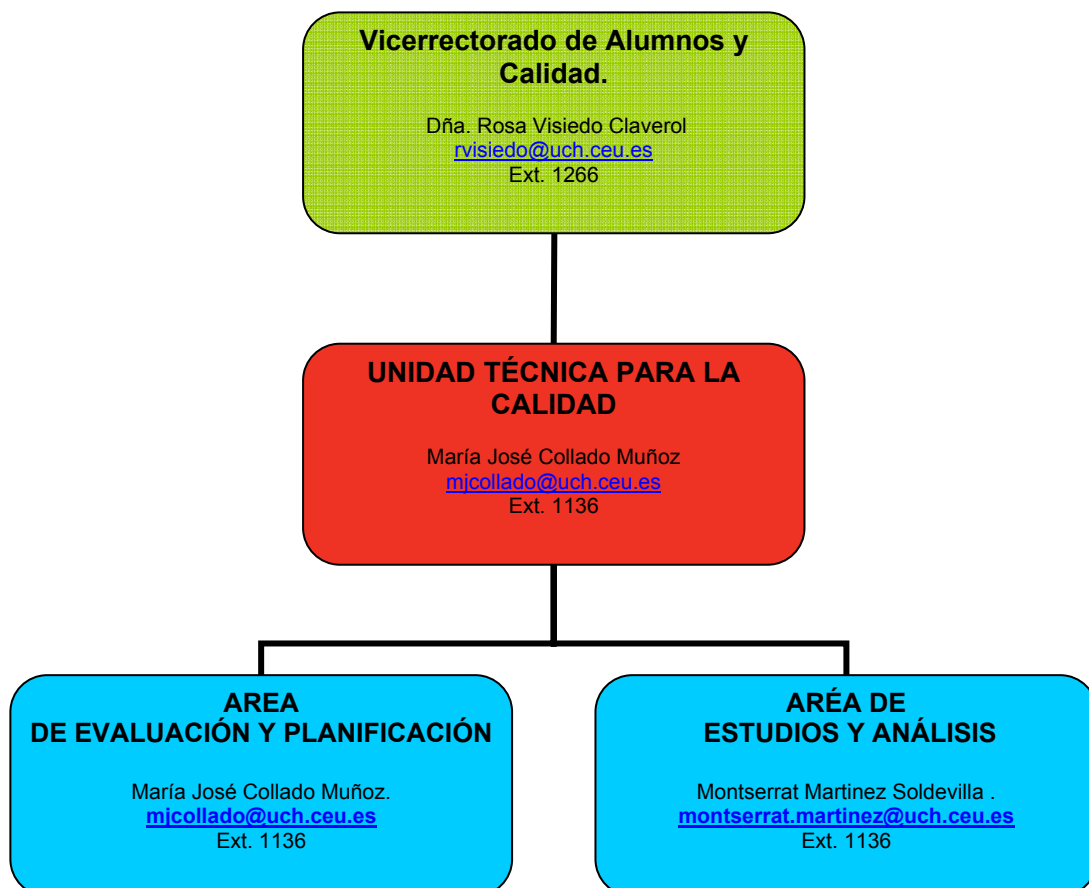 Vicerrectorado de Alumnos y
Calidad.
Dña. Rosa Visiedo Claverol
rvisiedo@uch.ceu.es
Ext. 1266
UNIDAD TÉCNICA PARA LA
CALIDAD
María José Collado Muñoz
mjcollado@uch.ceu.es
Ext. 1136
AREA
DE EVALUACIÓN Y PLANIFICACIÓN
María José Collado Muñoz.
mjcollado@uch.ceu.es
Ext. 1136
ARÉA DE
ESTUDIOS Y ANÁLISIS
Montserrat Martinez Soldevilla .
montserrat.martinez@uch.ceu.es
Ext. 1136